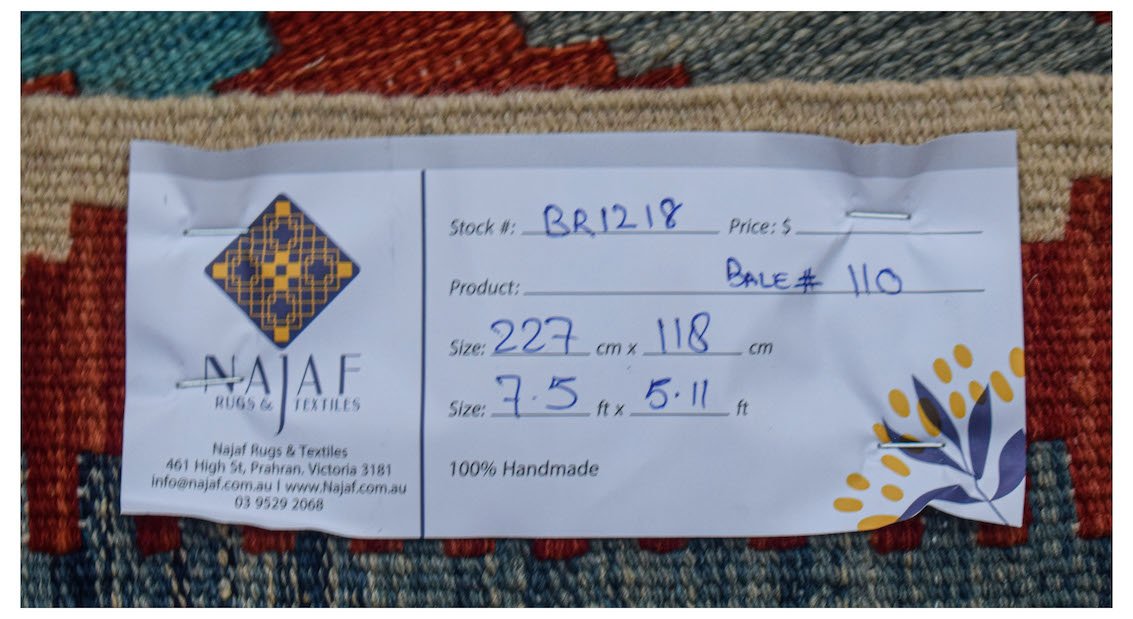 NAJAF
RUGS & TEXTILES
Najaf Rugs & Textiles
461 High St, Prahran, Victoria 3181
info@najaf.com.au | www.Najaf.com.au
03 9529 2068
Stock #: BR1218 Price: $
Product: BALE # 110
Size: 227 cm x 118 cm
Size: 7.5 ft x 5.11 ft
100% Handmade